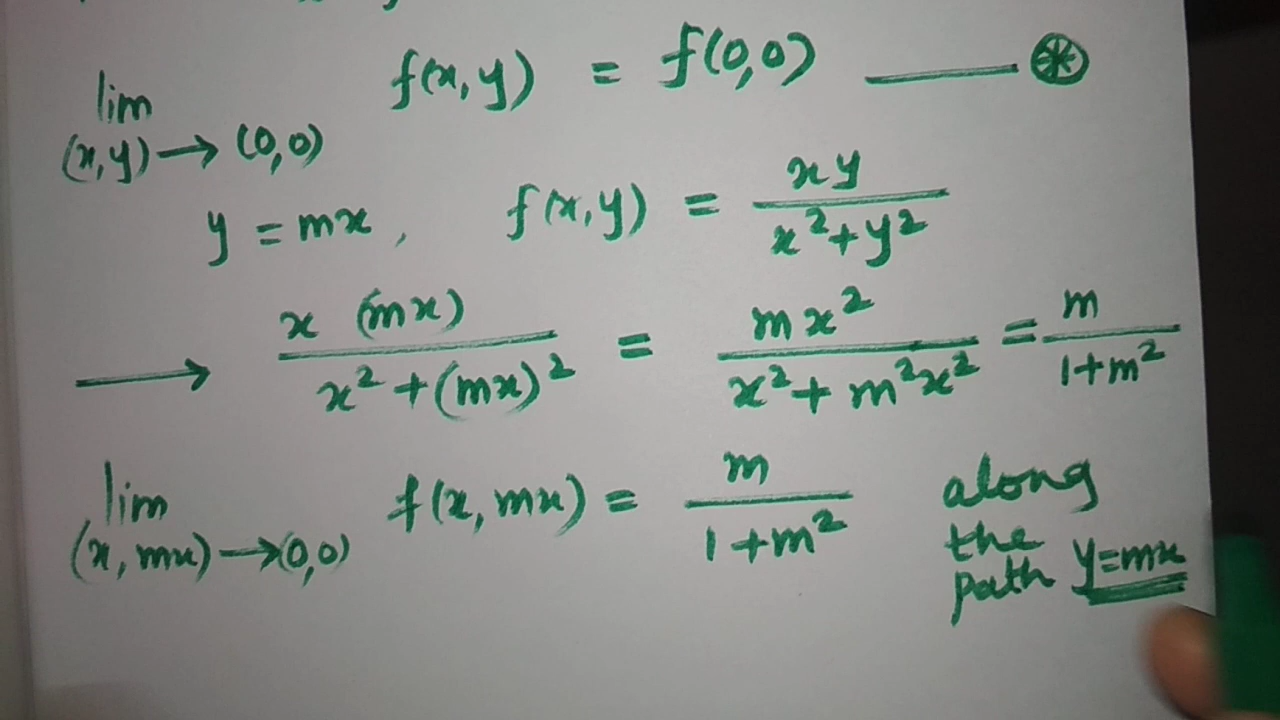 lim f(x,y) = f(0,0) —— ⊛
(x,y)→(0,0)
y = mx, f(x,y) = xy / x²+y²
→ x (mx) / x²+(mx)² = mx² / x²+m²x² = m / 1+m²
lim f(x,mx) = m / 1+m² along
(x,mx)→(0,0) the
path y=mx